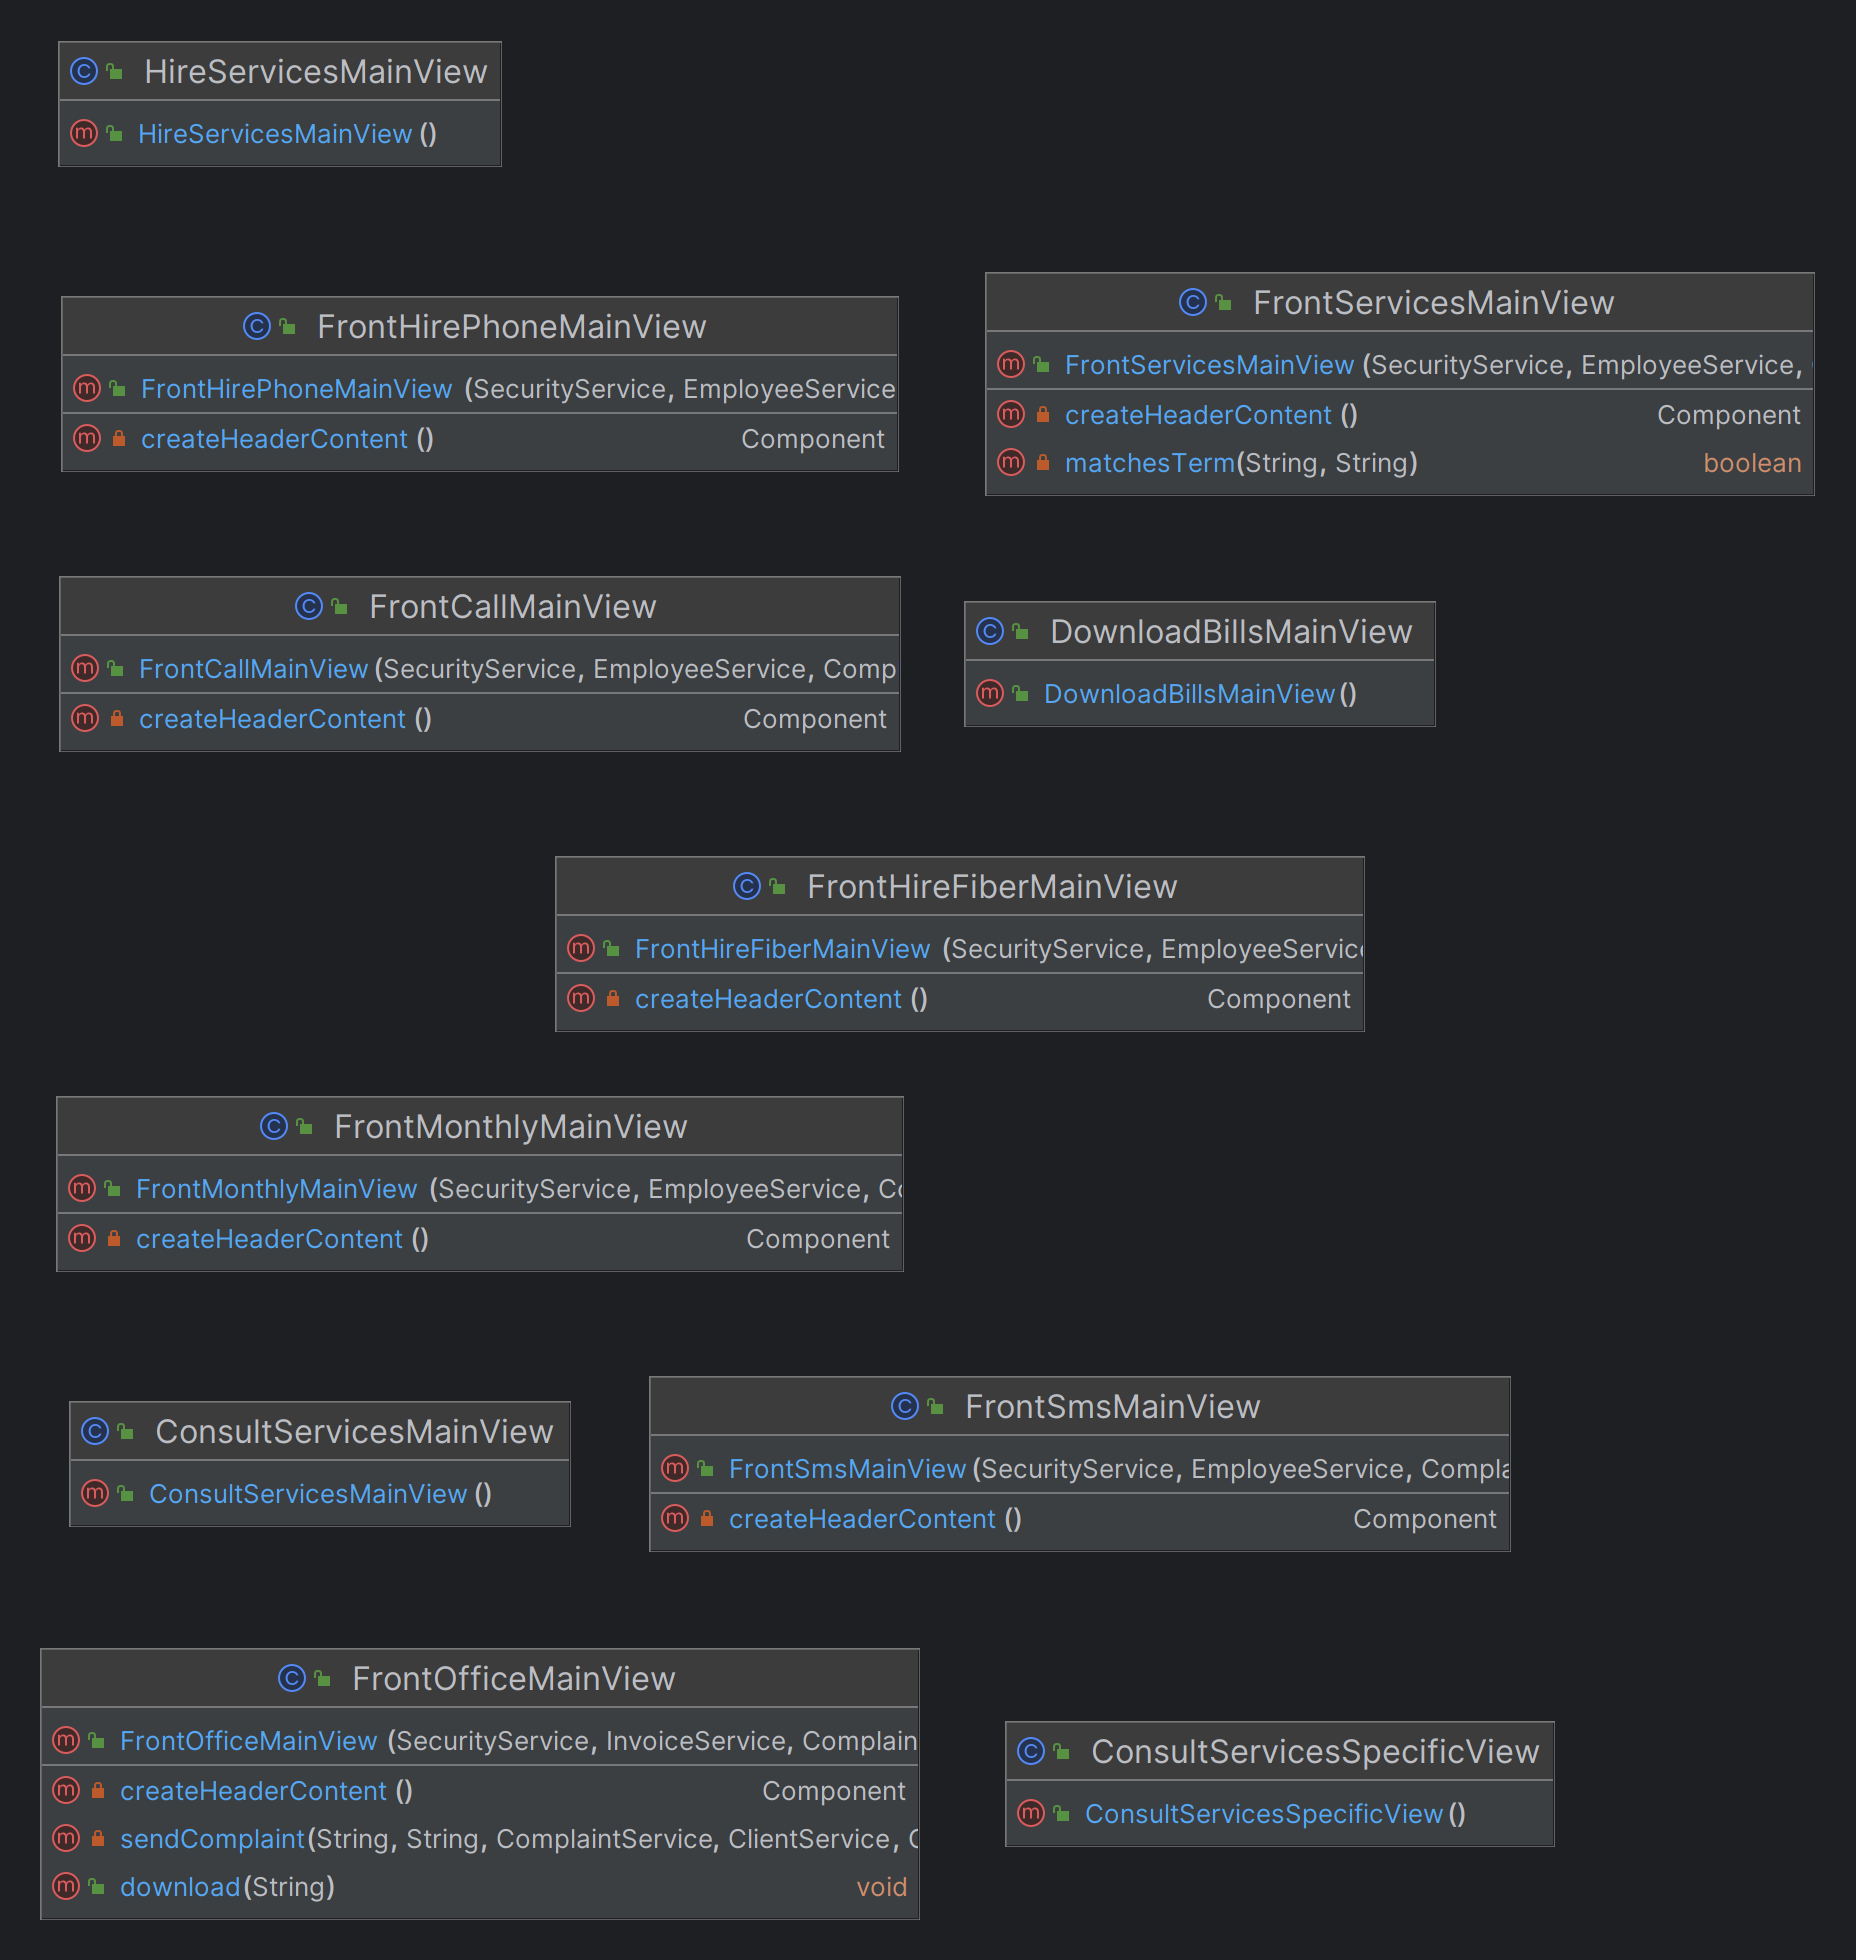 HireServicesMainView
HireServicesMainView ()
FrontHirePhoneMainView
FrontHirePhoneMainView (SecurityService, EmployeeService
createHeaderContent () Component
FrontServicesMainView
FrontServicesMainView (SecurityService, EmployeeService,
createHeaderContent () Component
matchesTerm(String, String) boolean
FrontCallMainView
FrontCallMainView (SecurityService, EmployeeService, Comp
createHeaderContent () Component
DownloadBillsMainView
DownloadBillsMainView ()
FrontHireFiberMainView
FrontHireFiberMainView (SecurityService, EmployeeService
createHeaderContent () Component
FrontMonthlyMainView
FrontMonthlyMainView (SecurityService, EmployeeService, Co
createHeaderContent () Component
ConsultServicesMainView
ConsultServicesMainView ()
FrontSmsMainView
FrontSmsMainView (SecurityService, EmployeeService, Compla
createHeaderContent () Component
FrontOfficeMainView
FrontOfficeMainView (SecurityService, InvoiceService, Complain
createHeaderContent () Component
sendComplaint(String, String, ComplaintService, ClientService,
download(String) void
ConsultServicesSpecificView
ConsultServicesSpecificView ()